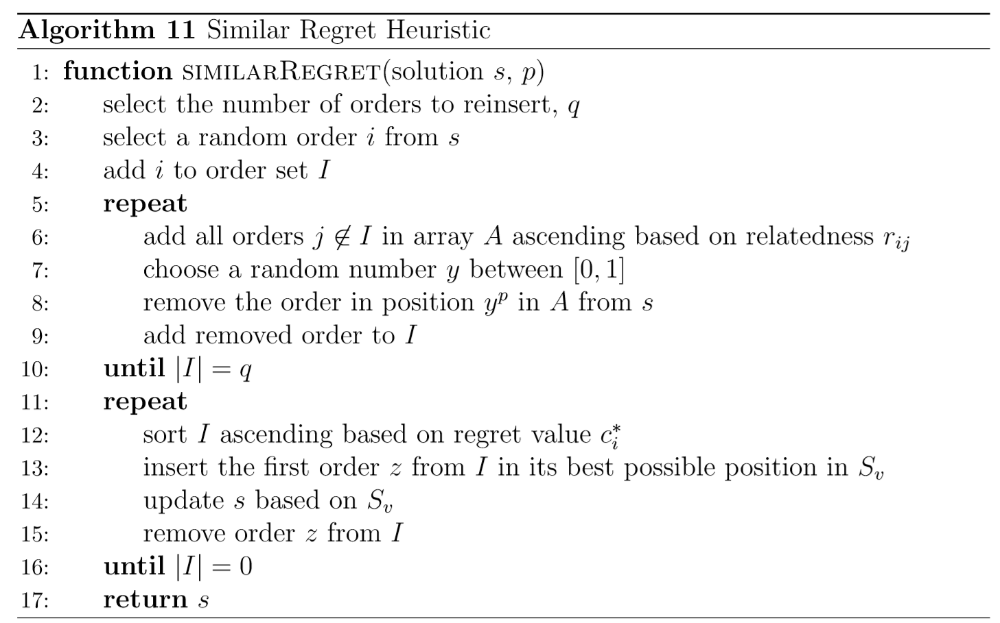 Algorithm 11 Similar Regret Heuristic
1: function SIMILARREGRET(solution s, p)
2: select the number of orders to reinsert, q
3: select a random order i from s
4: add i to order set I
5: repeat
6: add all orders j ∉ I in array A ascending based on relatedness r_{ij}
7: choose a random number y between [0, 1]
8: remove the order in position y^p in A from s
9: add removed order to I
10: until |I| = q
11: repeat
12: sort I ascending based on regret value c_i^*
13: insert the first order z from I in its best possible position in S_v
14: update s based on S_v
15: remove order z from I
16: until |I| = 0
17: return s